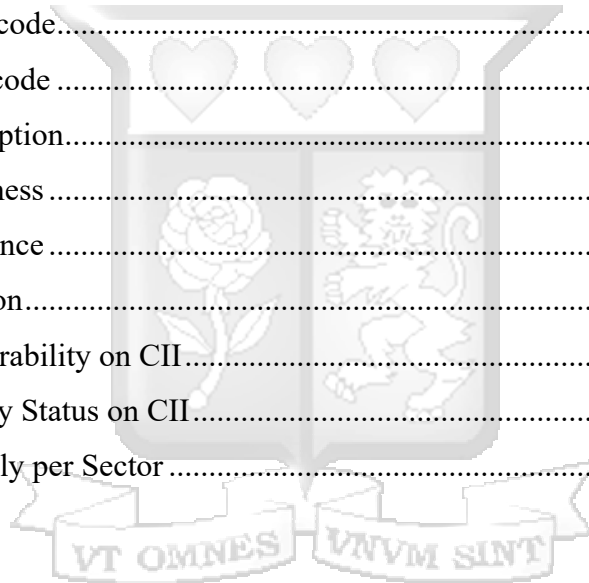 code....................................................................
code ....................................................................
ption...................................................................
ness ....................................................................
nce .....................................................................
on.......................................................................
rability on CII.......................................................
y Status on CII......................................................
ly per Sector .........................................................
VT OMNES VNVM SINT